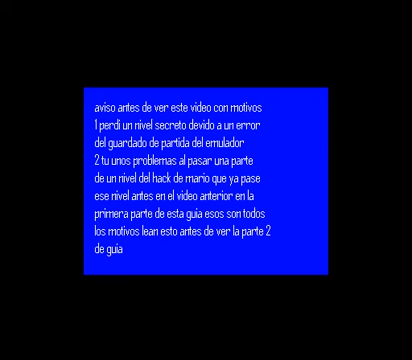 aviso antes de ver este video con motivos
1 perdi un nivel secreto devido a un error
del guardado de partida del emulador
2 tu unos problemas al pasar una parte
de un nivel del hack de mario que ya pase
ese nivel antes en el video anterior en la
primera parte de esta guia esos son todos
los motivos lean esto antes de ver la parte 2
de guia